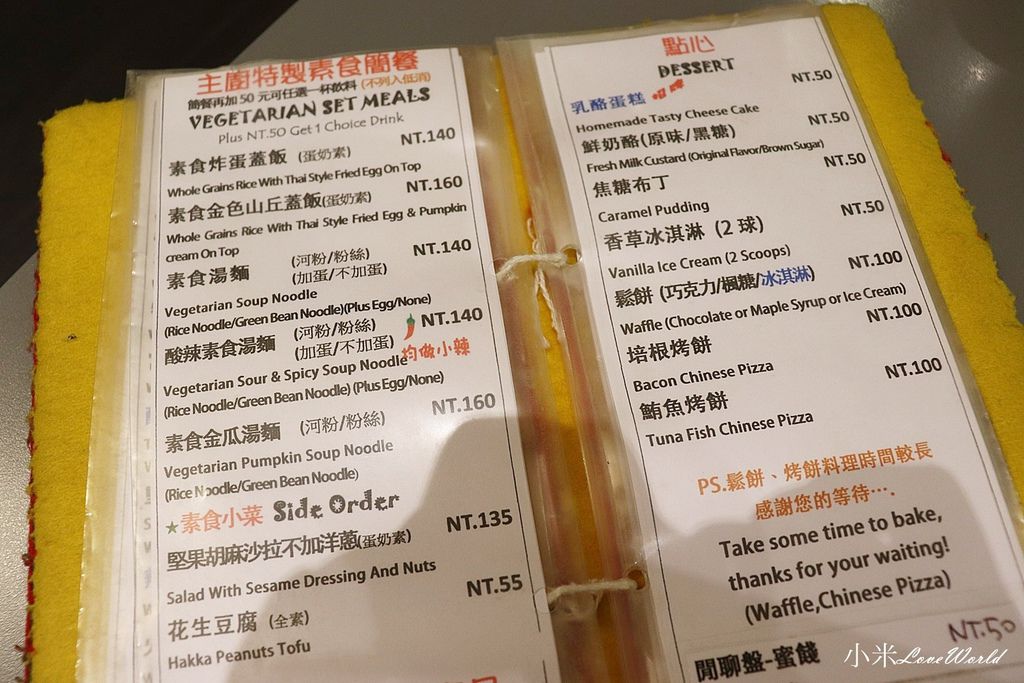 主廚特製素食簡餐
簡餐再加 50 元可任選一杯飲料 (不列入低消)
VEGETARIAN SET MEALS
Plus NT.50 Get 1 Choice Drink
素食炸蛋蓋飯 (蛋奶素) NT.140
Whole Grains Rice With Thai Style Fried Egg On Top
素食金色山丘蓋飯(蛋奶素) NT.160
Whole Grains Rice With Thai Style Fried Egg & Pumpkin
cream On Top
素食湯麵 (河粉/粉絲) (加蛋/不加蛋) NT.140
Vegetarian Soup Noodle
(Rice Noodle/Green Bean Noodle)(Plus Egg/None)
酸辣素食湯麵 (河粉/粉絲) (加蛋/不加蛋) NT.140
均做小辣
Vegetarian Sour & Spicy Soup Noodle
(Rice Noodle/Green Bean Noodle) (Plus Egg/None)
素食金瓜湯麵 (河粉/粉絲) NT.160
Vegetarian Pumpkin Soup Noodle
(Rice Noodle/Green Bean Noodle)
★素食小菜 Side Order
堅果胡麻沙拉不加洋蔥(蛋奶素) NT.135
Salad With Sesame Dressing And Nuts
花生豆腐 (全素) NT.55
Hakka Peanuts Tofu
點心
DESSERT
乳酪蛋糕 NT.50
Homemade Tasty Cheese Cake
鮮奶酪(原味/黑糖) NT.50
Fresh Milk Custard (Original Flavor/Brown Sugar)
焦糖布丁 NT.50
Caramel Pudding
香草冰淇淋 (2 球) NT.50
Vanilla Ice Cream (2 Scoops)
鬆餅 (巧克力/楓糖/冰淇淋) NT.100
Waffle (Chocolate or Maple Syrup or Ice Cream)
培根烤餅 NT.100
Bacon Chinese Pizza
鮪魚烤餅 NT.100
Tuna Fish Chinese Pizza
PS.鬆餅、烤餅料理時間較長
感謝您的等待….
Take some time to bake,
thanks for your waiting!
(Waffle,Chinese Pizza)
閒聊盤-蜜餞 NT.50
小米LoveWorld